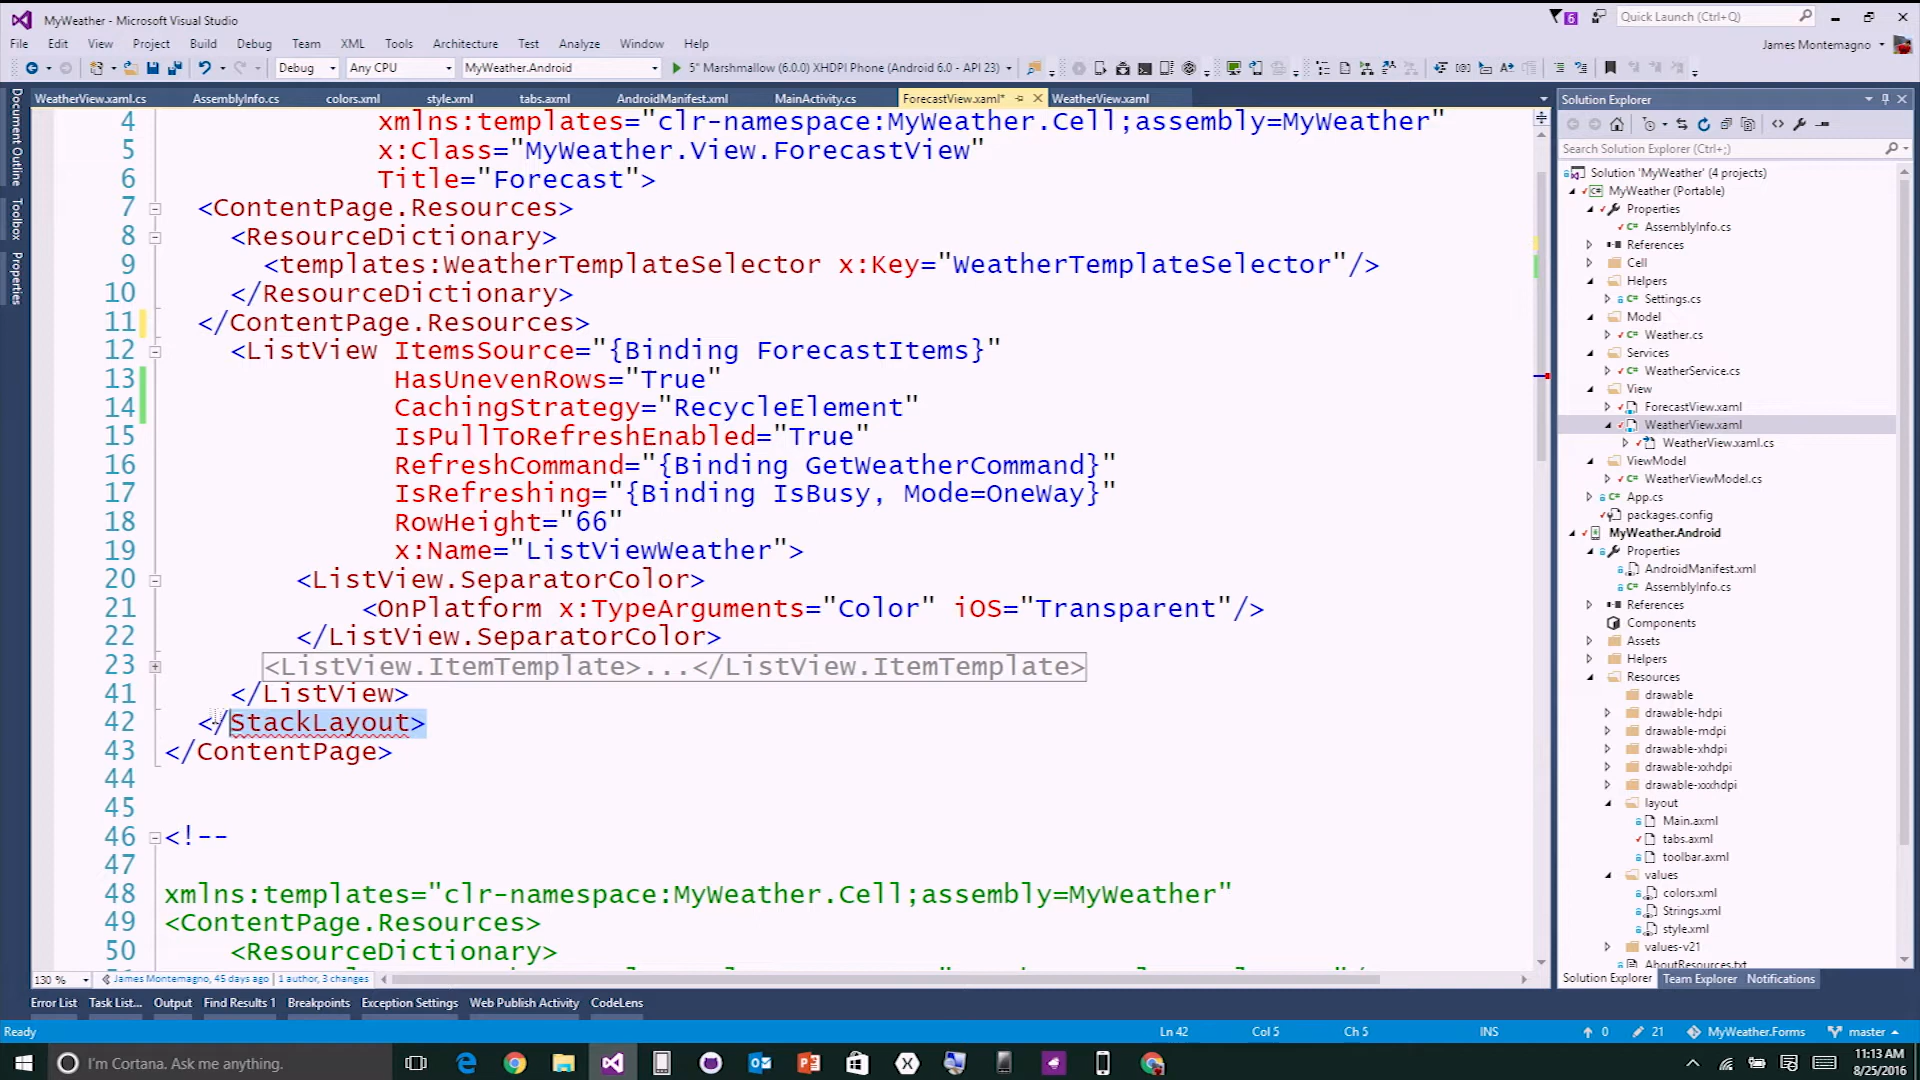 MyWeather - Microsoft Visual Studio
6
Quick Launch (Ctrl+Q)
File Edit View Project Build Debug Team XML Tools Architecture Test Analyze Window Help
James Montemagno
Debug Any CPU MyWeather.Android 5" Marshmallow (6.0.0) XHDPI Phone (Android 6.0 - API 23)
WeatherView.xaml.cs AssemblyInfo.cs colors.xml style.xml tabs.axml AndroidManifest.xml MainActivity.cs ForecastView.xaml* WeatherView.xaml
Document Outline
Toolbox
Properties
4 xmlns:templates="clr-namespace:MyWeather.Cell;assembly=MyWeather"
5 x:Class="MyWeather.View.ForecastView"
6 Title="Forecast">
7 <ContentPage.Resources>
8 <ResourceDictionary>
9 <templates:WeatherTemplateSelector x:Key="WeatherTemplateSelector"/>
10 </ResourceDictionary>
11 </ContentPage.Resources>
12 <ListView ItemsSource="{Binding ForecastItems}"
13 HasUnevenRows="True"
14 CachingStrategy="RecycleElement"
15 IsPullToRefreshEnabled="True"
16 RefreshCommand="{Binding GetWeatherCommand}"
17 IsRefreshing="{Binding IsBusy, Mode=OneWay}"
18 RowHeight="66"
19 x:Name="ListViewWeather">
20 <ListView.SeparatorColor>
21 <OnPlatform x:TypeArguments="Color" iOS="Transparent"/>
22 </ListView.SeparatorColor>
23 <ListView.ItemTemplate>...</ListView.ItemTemplate>
41 </ListView>
42 </StackLayout>
43 </ContentPage>
44
45
46 <!--
47
48 xmlns:templates="clr-namespace:MyWeather.Cell;assembly=MyWeather"
49 <ContentPage.Resources>
50 <ResourceDictionary>
130 % James Montemagno, 45 days ago | 1 author, 3 changes
Solution Explorer
Search Solution Explorer (Ctrl+;)
Solution 'MyWeather' (4 projects)
MyWeather (Portable)
Properties
AssemblyInfo.cs
References
Cell
Helpers
Settings.cs
Model
Weather.cs
Services
WeatherService.cs
View
ForecastView.xaml
WeatherView.xaml
WeatherView.xaml.cs
ViewModel
WeatherViewModel.cs
App.cs
packages.config
MyWeather.Android
Properties
AndroidManifest.xml
AssemblyInfo.cs
References
Components
Assets
Helpers
Resources
drawable
drawable-hdpi
drawable-mdpi
drawable-xhdpi
drawable-xxhdpi
drawable-xxxhdpi
layout
Main.axml
tabs.axml
toolbar.axml
values
colors.xml
Strings.xml
style.xml
values-v21
AboutResources.txt
Solution Explorer Team Explorer Notifications
Error List Task List... Output Find Results 1 Breakpoints Exception Settings Web Publish Activity CodeLens
Ready Ln 42 Col 5 Ch 5 INS 0 21 MyWeather.Forms master
I'm Cortana. Ask me anything.
11:13 AM
8/25/2016